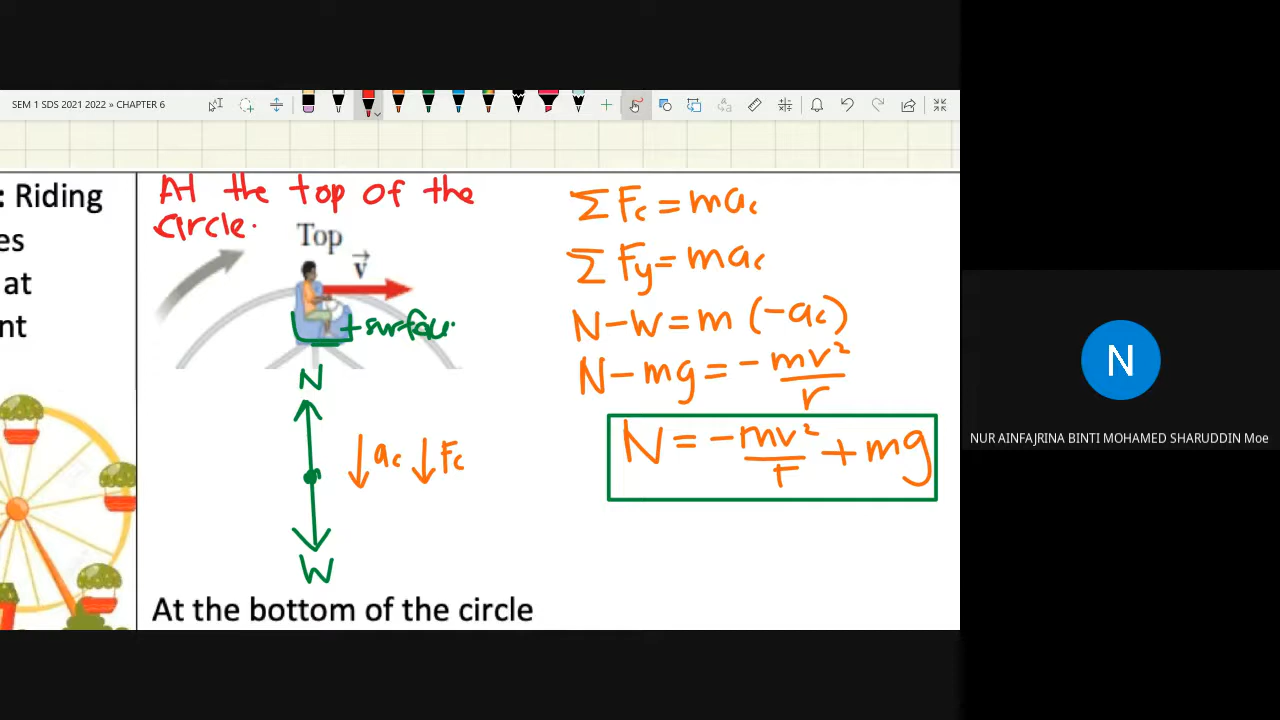 SEM 1 SDS 2021 2022 » CHAPTER 6
: Riding
es
at
nt
At the top of the
circle.
Top
v⃗
surface.
N
ac Fc
W
ΣFc = mac
ΣFy = mac
N-W = m (-ac)
N-mg = -mv²/r
N = -mv²/r + mg
At the bottom of the circle
N
NUR AINFAJRINA BINTI MOHAMED SHARUDDIN Moe